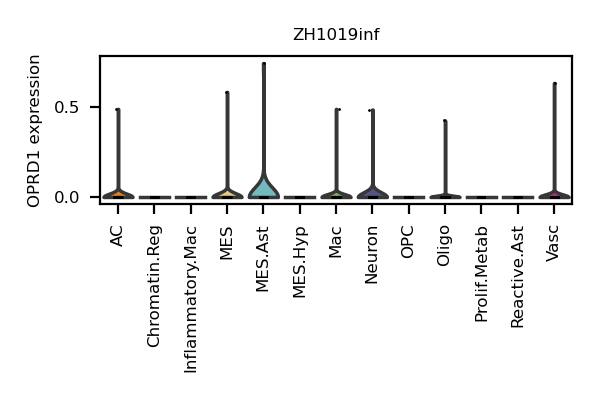 ZH1019inf
OPRD1 expression
0.5
0.0
AC
Chromatin.Reg
Inflammatory.Mac
MES
MES.Ast
MES.Hyp
Mac
Neuron
OPC
Oligo
Prolif.Metab
Reactive.Ast
Vasc